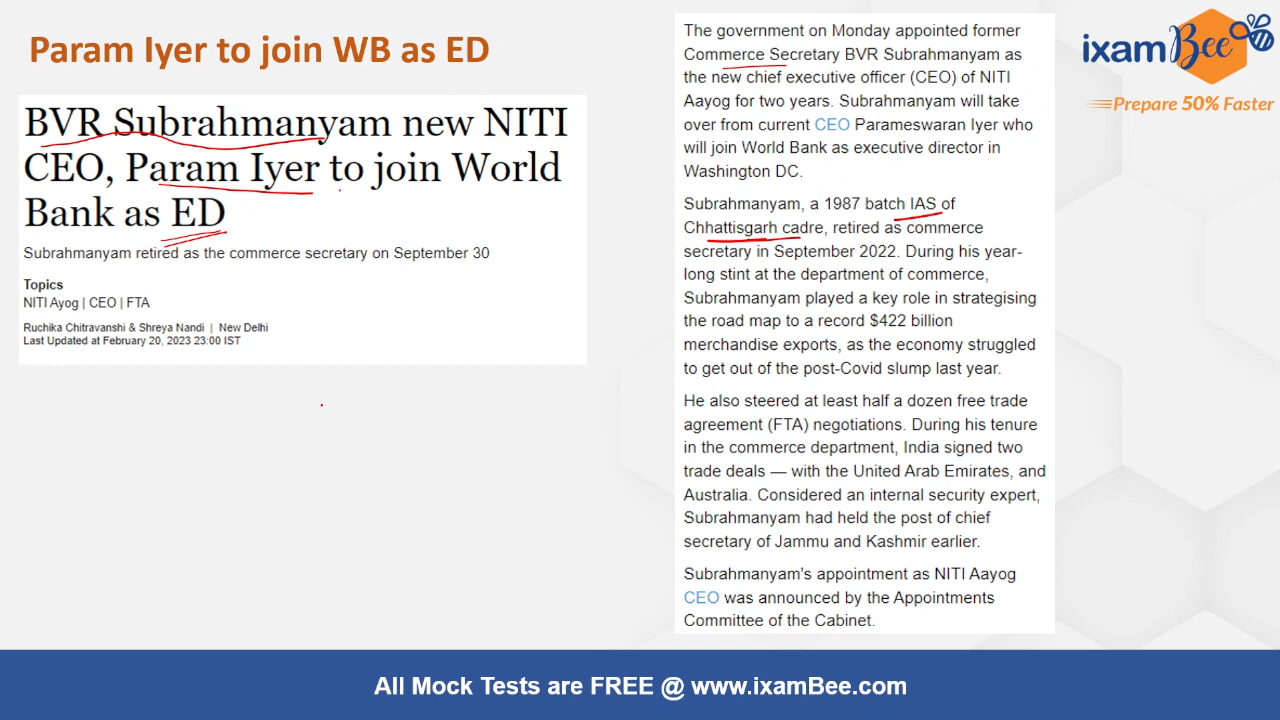 Param Iyer to join WB as ED
BVR Subrahmanyam new NITI
CEO, Param Iyer to join World
Bank as ED
Subrahmanyam retired as the commerce secretary on September 30
Topics
NITI Ayog | CEO | FTA
Ruchika Chitravanshi & Shreya Nandi | New Delhi
Last Updated at February 20, 2023 23:00 IST
The government on Monday appointed former
Commerce Secretary BVR Subrahmanyam as
the new chief executive officer (CEO) of NITI
Aayog for two years. Subrahmanyam will take
over from current CEO Parameswaran Iyer who
will join World Bank as executive director in
Washington DC.
Subrahmanyam, a 1987 batch IAS of
Chhattisgarh cadre, retired as commerce
secretary in September 2022. During his year-
long stint at the department of commerce,
Subrahmanyam played a key role in strategising
the road map to a record $422 billion
merchandise exports, as the economy struggled
to get out of the post-Covid slump last year.
He also steered at least half a dozen free trade
agreement (FTA) negotiations. During his tenure
in the commerce department, India signed two
trade deals — with the United Arab Emirates, and
Australia. Considered an internal security expert,
Subrahmanyam had held the post of chief
secretary of Jammu and Kashmir earlier.
Subrahmanyam's appointment as NITI Aayog
CEO was announced by the Appointments
Committee of the Cabinet.
ixamBee
Prepare 50% Faster
All Mock Tests are FREE @ www.ixamBee.com